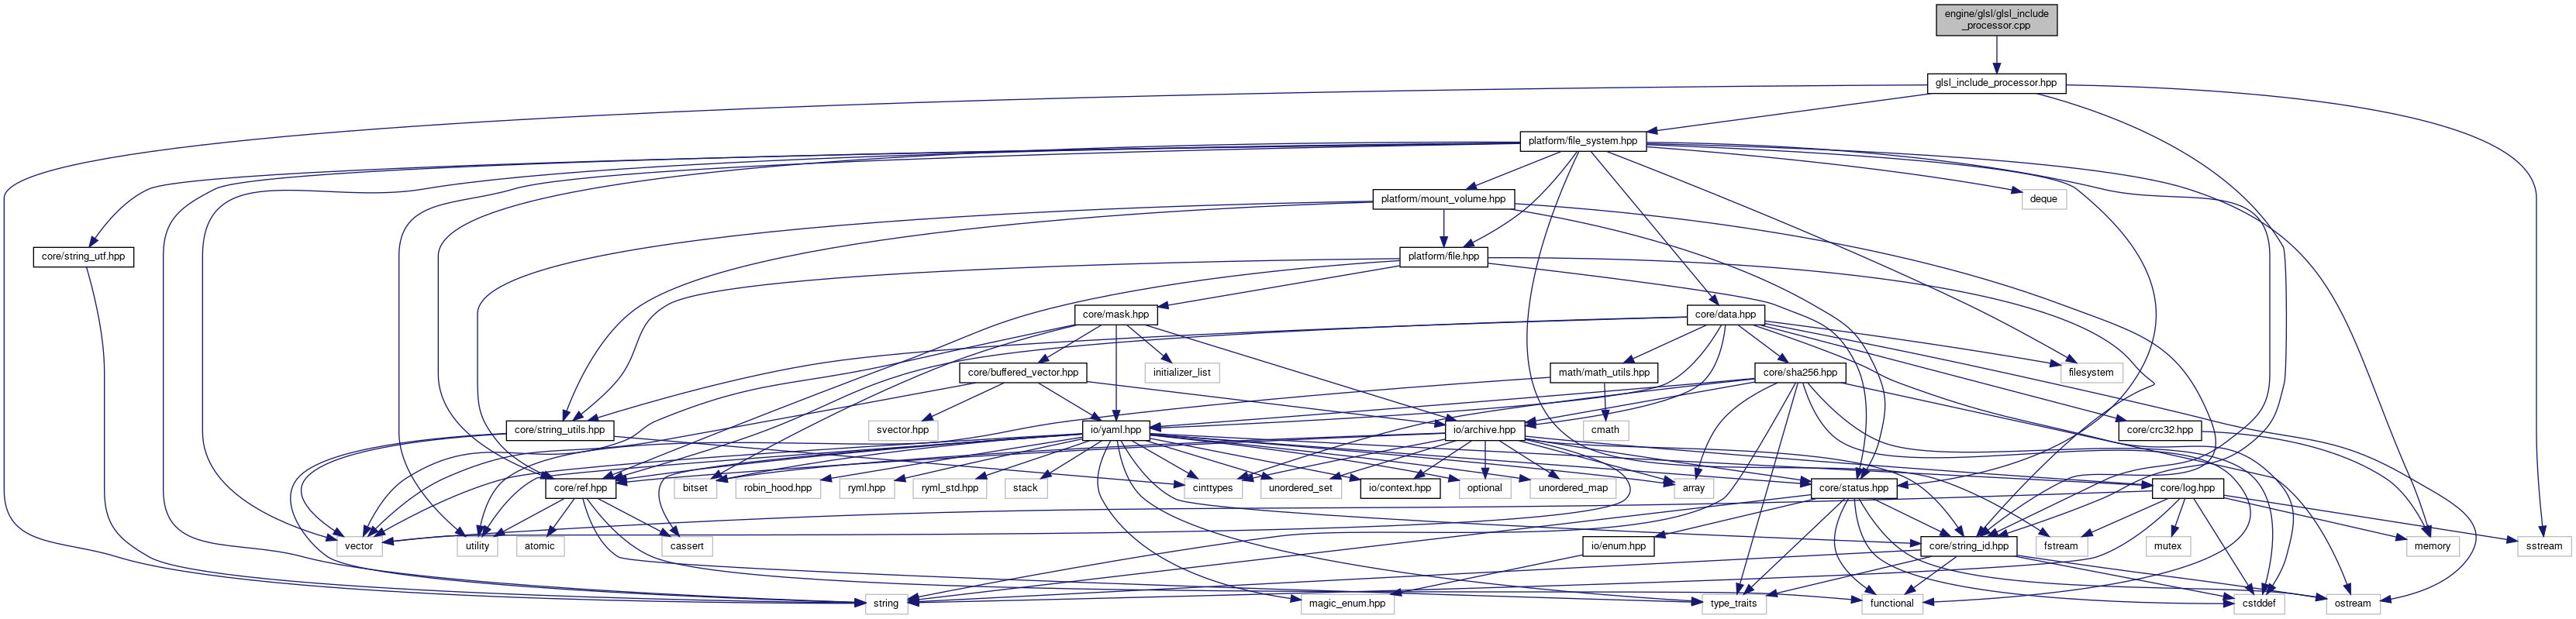 engine/glsl/glsl_include
_processor.cpp
glsl_include_processor.hpp
platform/file_system.hpp
platform/mount_volume.hpp
deque
core/string_utf.hpp
platform/file.hpp
core/mask.hpp
core/data.hpp
core/buffered_vector.hpp
initializer_list
math/math_utils.hpp
core/sha256.hpp
filesystem
core/string_utils.hpp
svector.hpp
io/yaml.hpp
io/archive.hpp
cmath
core/crc32.hpp
core/ref.hpp
bitset
robin_hood.hpp
ryml.hpp
ryml_std.hpp
stack
cinttypes
unordered_set
io/context.hpp
optional
unordered_map
array
core/status.hpp
core/log.hpp
vector
utility
atomic
cassert
io/enum.hpp
core/string_id.hpp
fstream
mutex
memory
sstream
string
magic_enum.hpp
type_traits
functional
cstddef
ostream